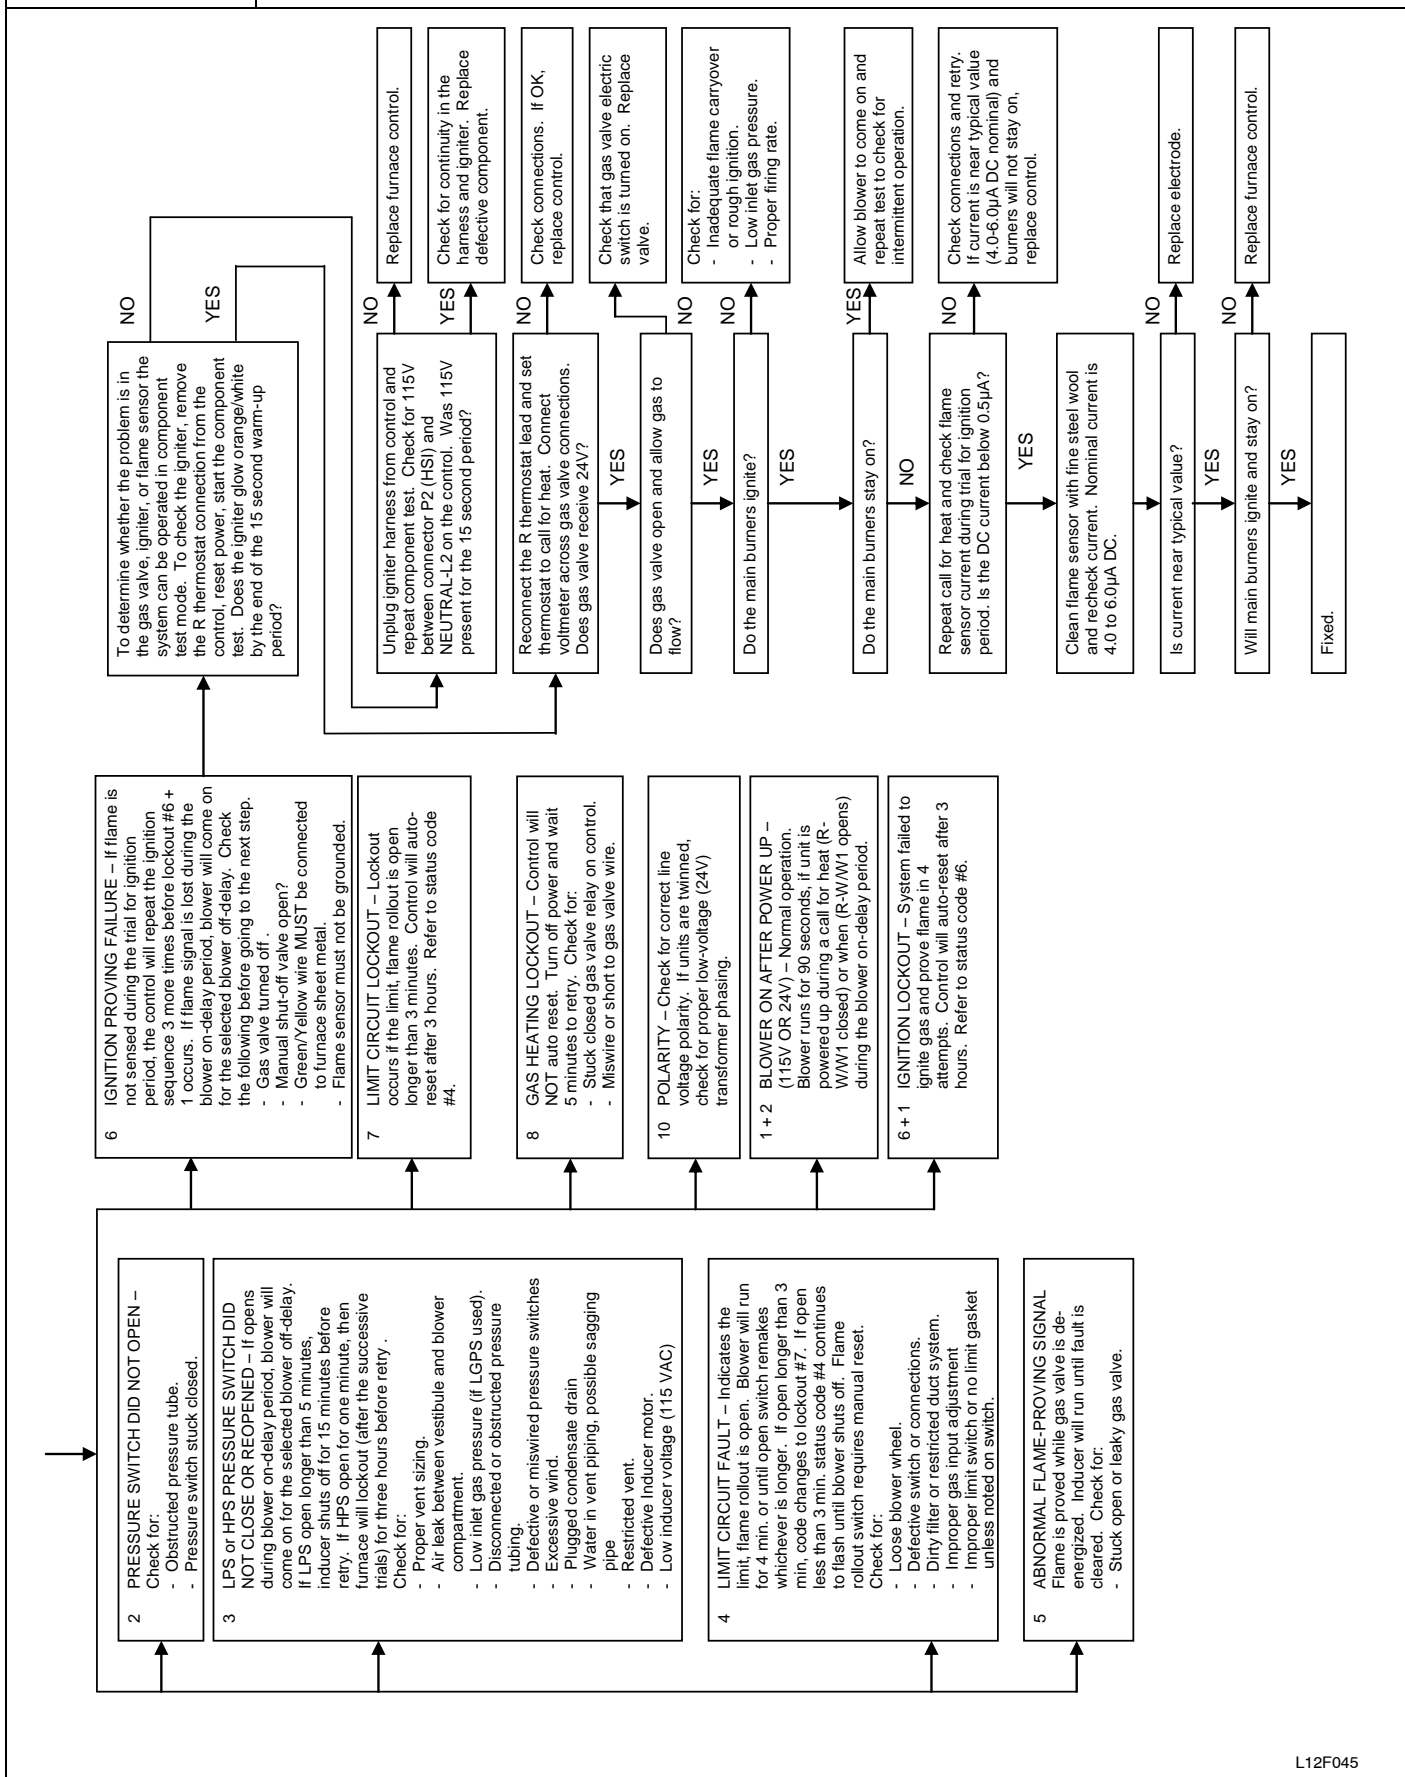 2 PRESSURE SWITCH DID NOT OPEN –
Check for:
- Obstructed pressure tube.
- Pressure switch stuck closed.
3 LPS or HPS PRESSURE SWITCH DID
NOT CLOSE OR REOPENED – If opens
during blower on-delay period, blower will
come on for the selected blower off-delay.
If LPS open longer than 5 minutes,
inducer shuts off for 15 minutes before
retry. If HPS open for one minute, then
furnace will lockout (after the successive
trials) for three hours before retry .
Check for:
- Proper vent sizing.
- Air leak between vestibule and blower
compartment.
- Low inlet gas pressure (if LGPS used).
- Disconnected or obstructed pressure
tubing.
- Defective or miswired pressure switches
- Excessive wind.
- Plugged condensate drain
- Water in vent piping, possible sagging
pipe
- Restricted vent.
- Defective Inducer motor.
- Low inducer voltage (115 VAC)
4 LIMIT CIRCUIT FAULT – Indicates the
limit, flame rollout is open. Blower will run
for 4 min. or until open switch remakes
whichever is longer. If open longer than 3
min, code changes to lockout #7. If open
less than 3 min. status code #4 continues
to flash until blower shuts off. Flame
rollout switch requires manual reset.
Check for:
- Loose blower wheel.
- Defective switch or connections.
- Dirty filter or restricted duct system.
- Improper gas input adjustment
- Improper limit switch or no limit gasket
unless noted on switch.
5 ABNORMAL FLAME-PROVING SIGNAL
Flame is proved while gas valve is de-
energized. Inducer will run until fault is
cleared. Check for:
- Stuck open or leaky gas valve.
6 IGNITION PROVING FAILURE – If flame is
not sensed during the trial for ignition
period, the control will repeat the ignition
sequence 3 more times before lockout #6 +
1 occurs. If flame signal is lost during the
blower on-delay period, blower will come on
for the selected blower off-delay. Check
the following before going to the next step.
- Gas valve turned off .
- Manual shut-off valve open?
- Green/Yellow wire MUST be connected
to furnace sheet metal.
- Flame sensor must not be grounded.
7 LIMIT CIRCUIT LOCKOUT – Lockout
occurs if the limit, flame rollout is open
longer than 3 minutes. Control will auto-
reset after 3 hours. Refer to status code
#4.
8 GAS HEATING LOCKOUT – Control will
NOT auto reset. Turn off power and wait
5 minutes to retry. Check for:
- Stuck closed gas valve relay on control.
- Miswire or short to gas valve wire.
10 POLARITY – Check for correct line
voltage polarity. If units are twinned,
check for proper low-voltage (24V)
transformer phasing.
1 + 2 BLOWER ON AFTER POWER UP –
(115V OR 24V) – Normal operation.
Blower runs for 90 seconds, if unit is
powered up during a call for heat (R-
W/W1 closed) or when (R-W/W1 opens)
during the blower on-delay period.
6 + 1 IGNITION LOCKOUT – System failed to
ignite gas and prove flame in 4
attempts. Control will auto-reset after 3
hours. Refer to status code #6.
To determine whether the problem is in
the gas valve, igniter, or flame sensor the
system can be operated in component
test mode. To check the igniter, remove
the R thermostat connection from the
control, reset power, start the component
test. Does the igniter glow orange/white
by the end of the 15 second warm-up
period?
NO
YES
Unplug igniter harness from control and
repeat component test. Check for 115V
between connector P2 (HSI) and
NEUTRAL-L2 on the control. Was 115V
present for the 15 second period?
NO
Replace furnace control.
YES
Check for continuity in the
harness and igniter. Replace
defective component.
Reconnect the R thermostat lead and set
thermostat to call for heat. Connect
voltmeter across gas valve connections.
Does gas valve receive 24V?
NO
Check connections. If OK,
replace control.
YES
Does gas valve open and allow gas to
flow?
NO
Check that gas valve electric
switch is turned on. Replace
valve.
YES
Do the main burners ignite?
NO
Check for:
- Inadequate flame carryover
or rough ignition.
- Low inlet gas pressure.
- Proper firing rate.
YES
Do the main burners stay on?
YES
Allow blower to come on and
repeat test to check for
intermittent operation.
NO
Repeat call for heat and check flame
sensor current during trial for ignition
period. Is the DC current below 0.5µA?
NO
Check connections and retry.
If current is near typical value
(4.0-6.0µA DC nominal) and
burners will not stay on,
replace control.
YES
Clean flame sensor with fine steel wool
and recheck current. Nominal current is
4.0 to 6.0µA DC.
Is current near typical value?
NO
Replace electrode.
YES
Will main burners ignite and stay on?
NO
Replace furnace control.
YES
Fixed.
L12F045